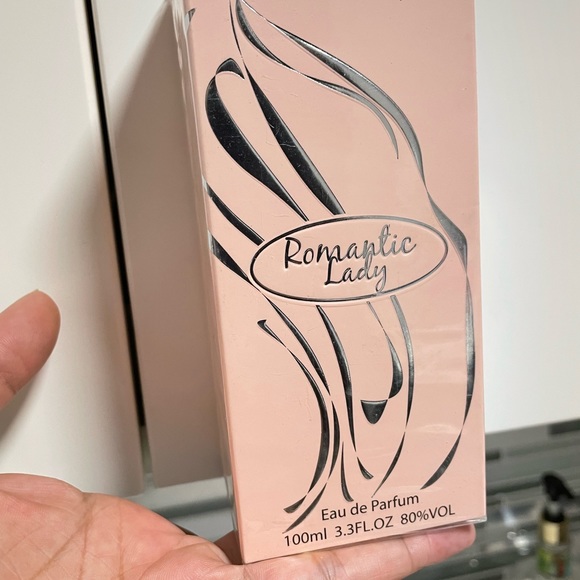 Romantic
Lady
Eau de Parfum
100ml 3.3FL.OZ 80%VOL